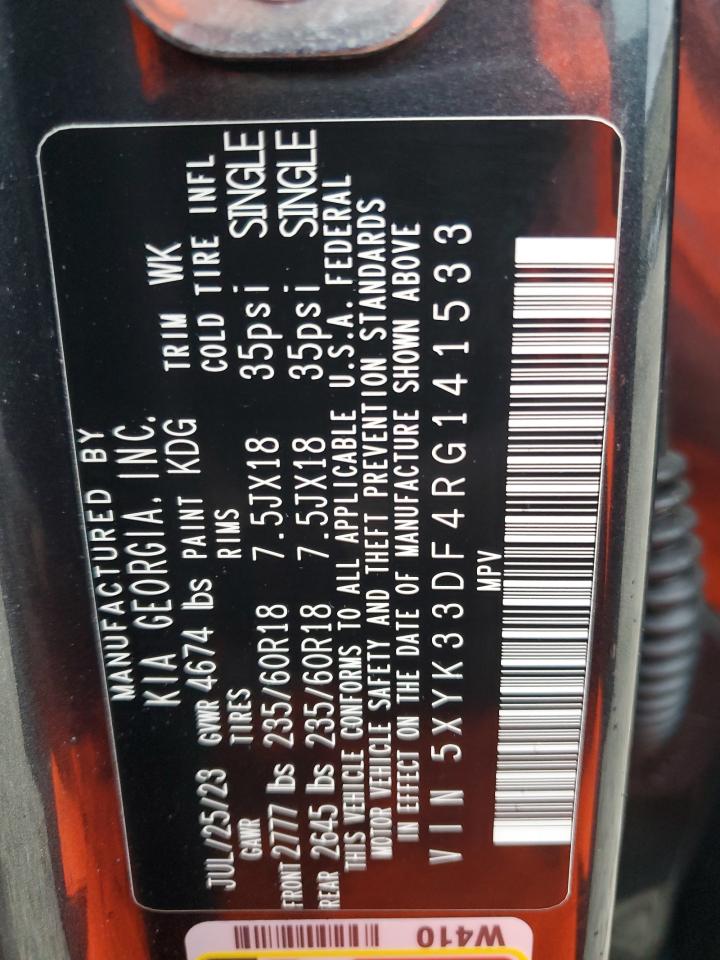 MANUFACTURED BY
KIA GEORGIA, INC.
JUL/25/23 GVWR 4674 lbs PAINT KDG TRIM WK
GAWR TIRES RIMS COLD TIRE INFL
FRONT 2777 lbs 235/60R18 7.5JX18 35psi SINGLE
REAR 2645 lbs 235/60R18 7.5JX18 35psi SINGLE
THIS VEHICLE CONFORMS TO ALL APPLICABLE U.S.A. FEDERAL
MOTOR VEHICLE SAFETY AND THEFT PREVENTION STANDARDS
IN EFFECT ON THE DATE OF MANUFACTURE SHOWN ABOVE
VIN 5XYK33DF4RG141533
MPV
W410